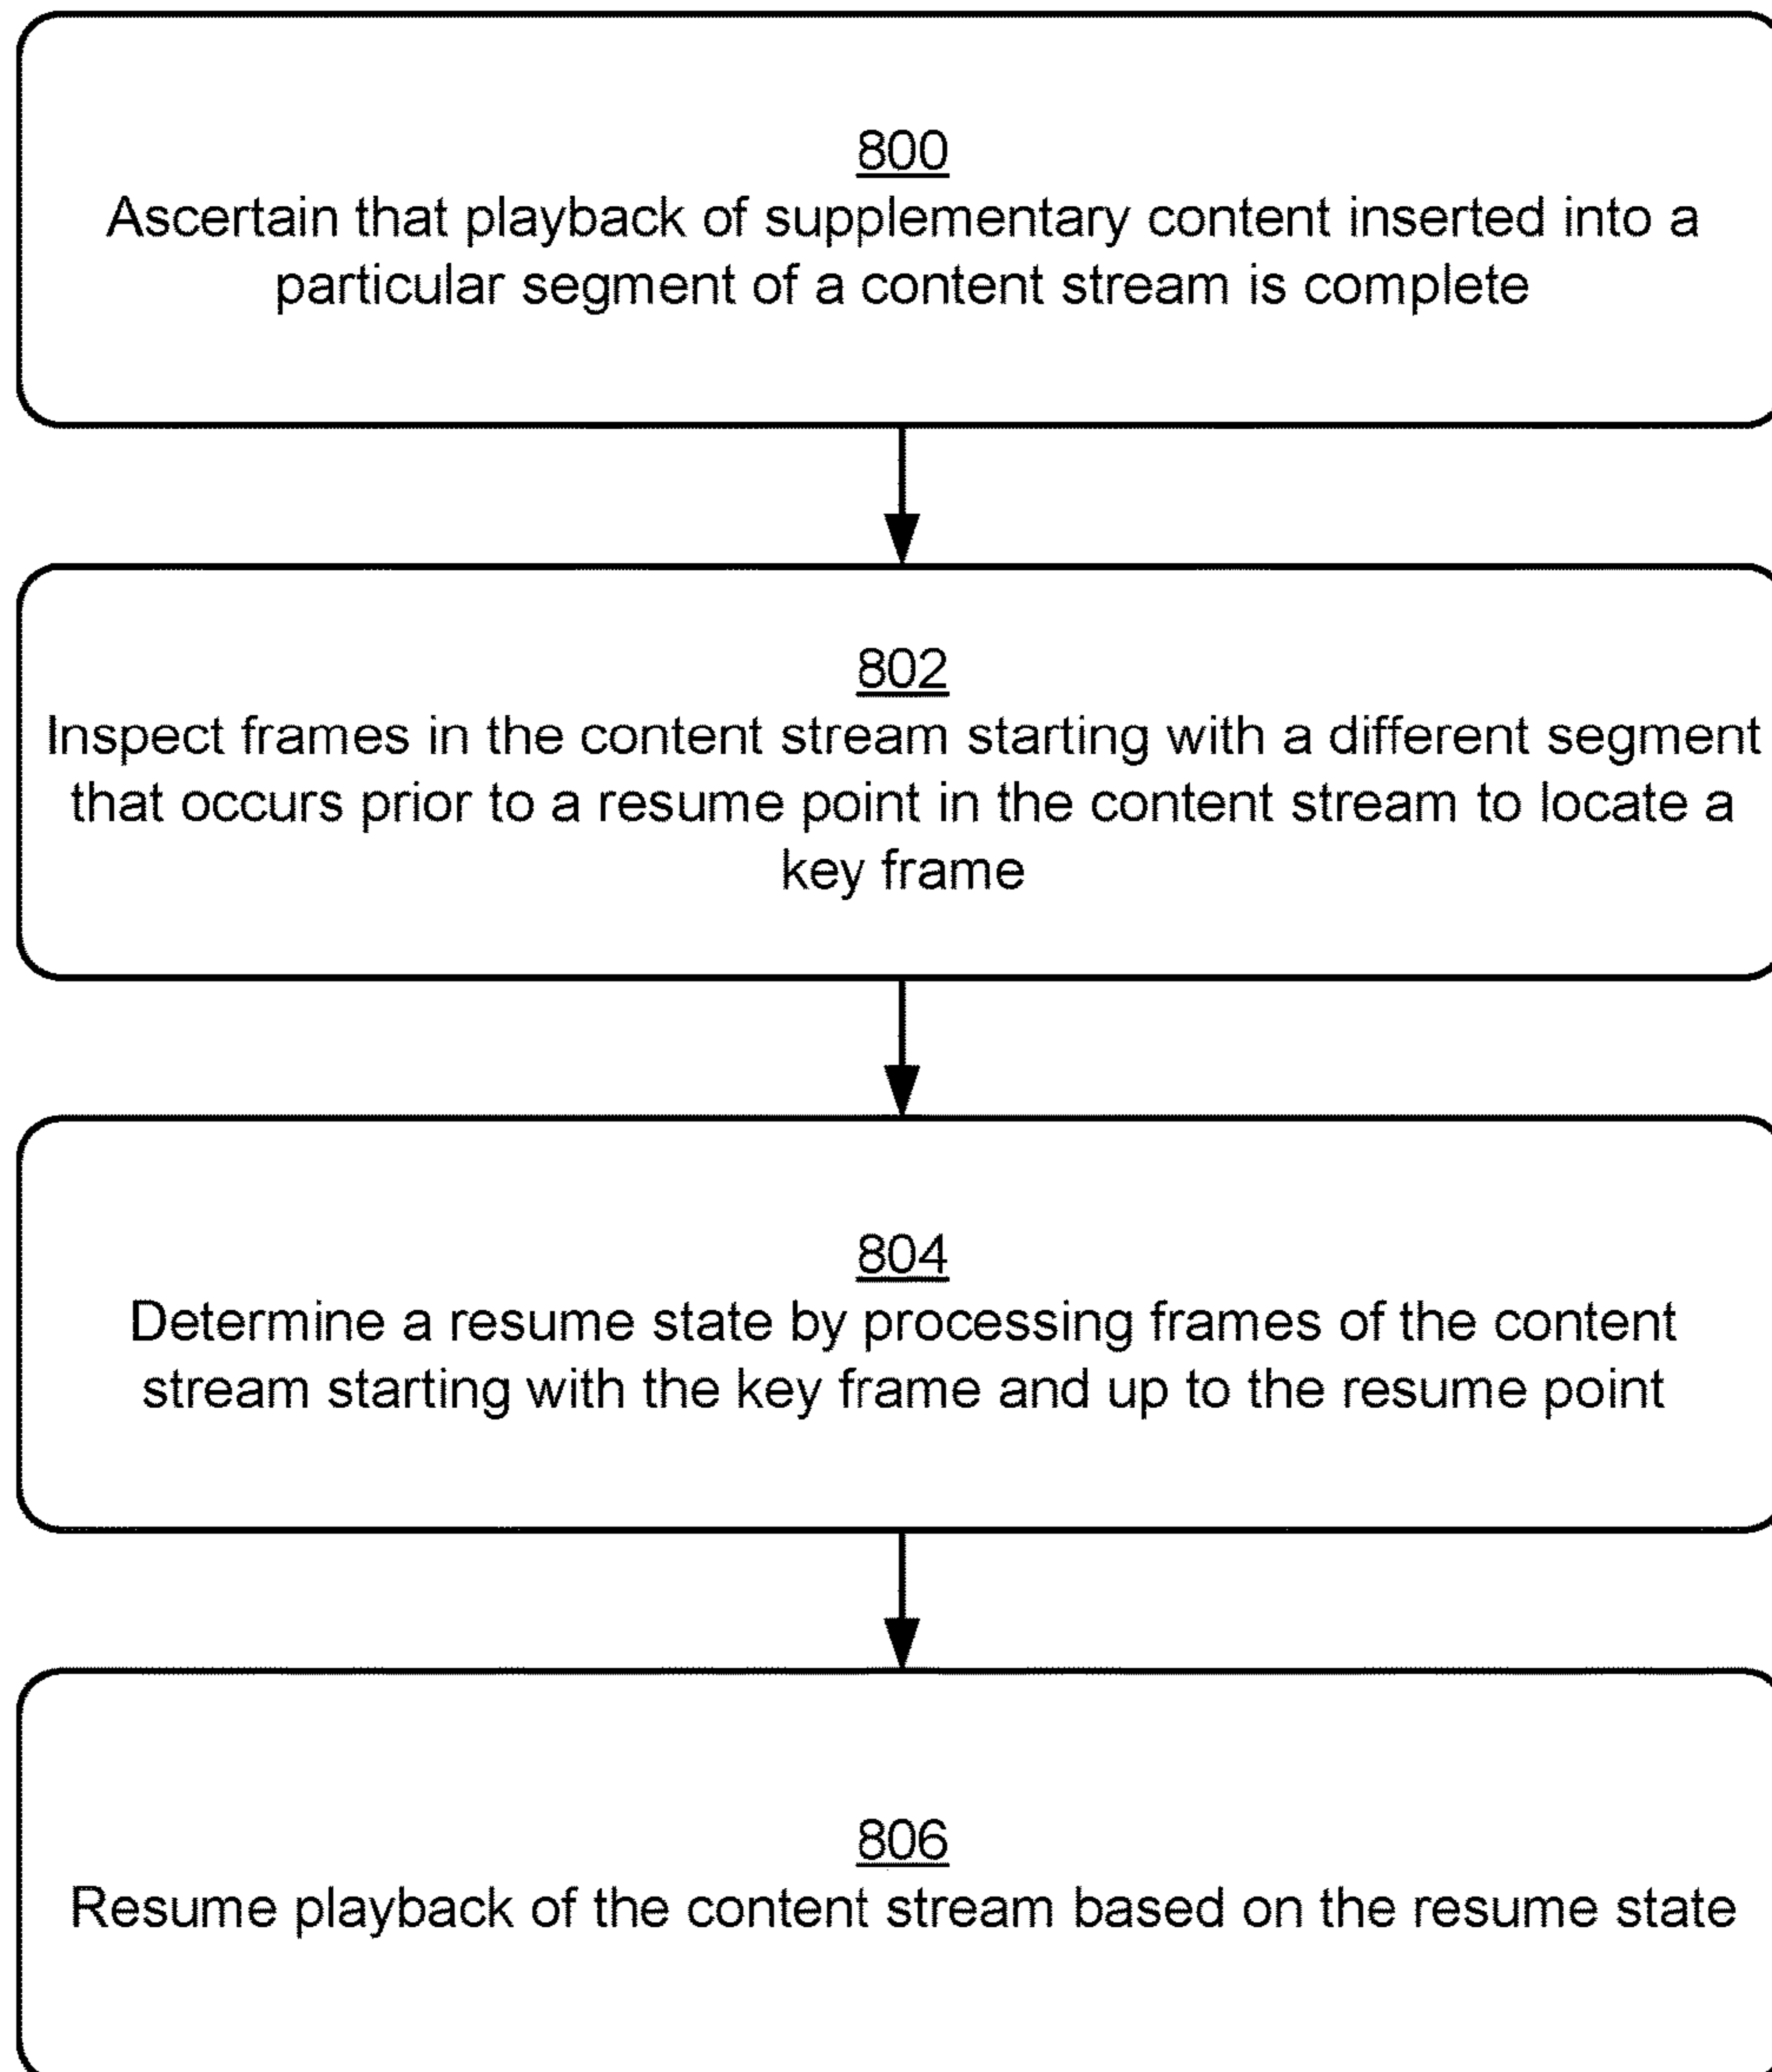 800
Ascertain that playback of supplementary content inserted into a
particular segment of a content stream is complete
802
Inspect frames in the content stream starting with a different segment
that occurs prior to a resume point in the content stream to locate a
key frame
804
Determine a resume state by processing frames of the content
stream starting with the key frame and up to the resume point
806
Resume playback of the content stream based on the resume state